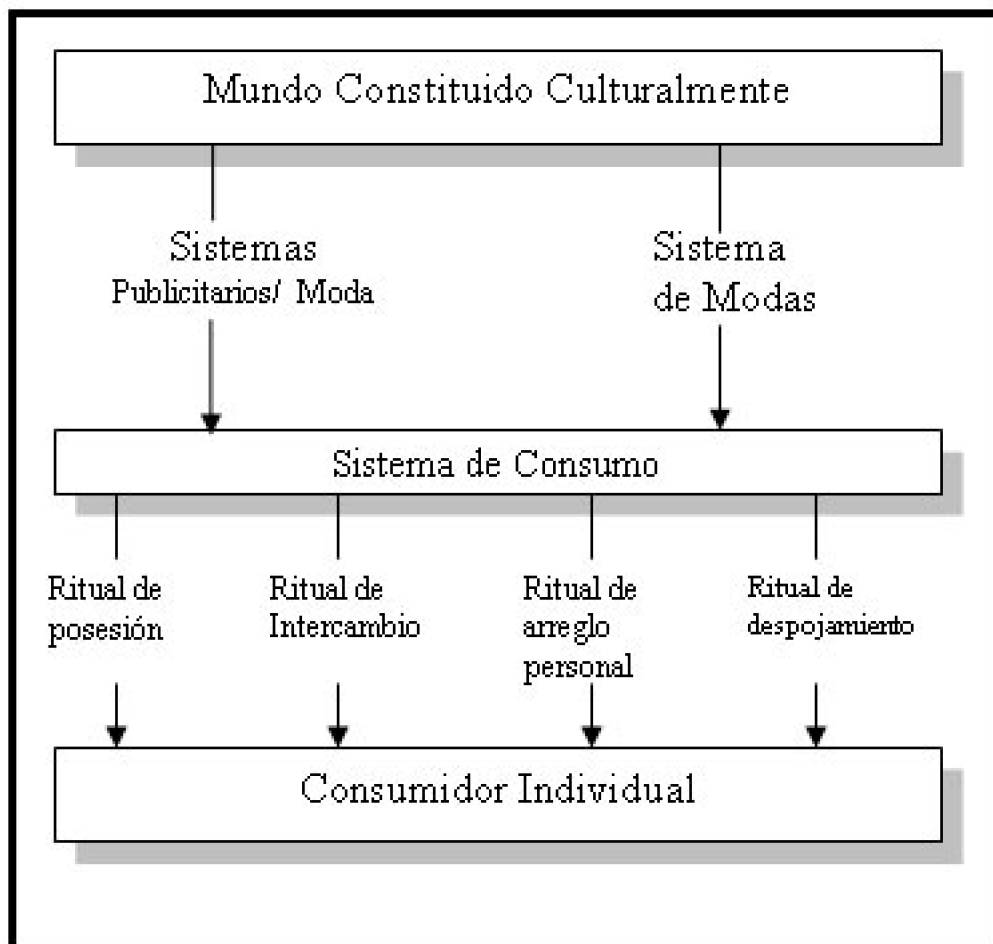 Mundo Constituido Culturalmente
Sistemas
Publicitarios/ Moda
Sistema
de Modas
Sistema de Consumo
Ritual de
posesión
Ritual de
Intercambio
Ritual de
arreglo
personal
Ritual de
despojamiento
Consumidor Individual